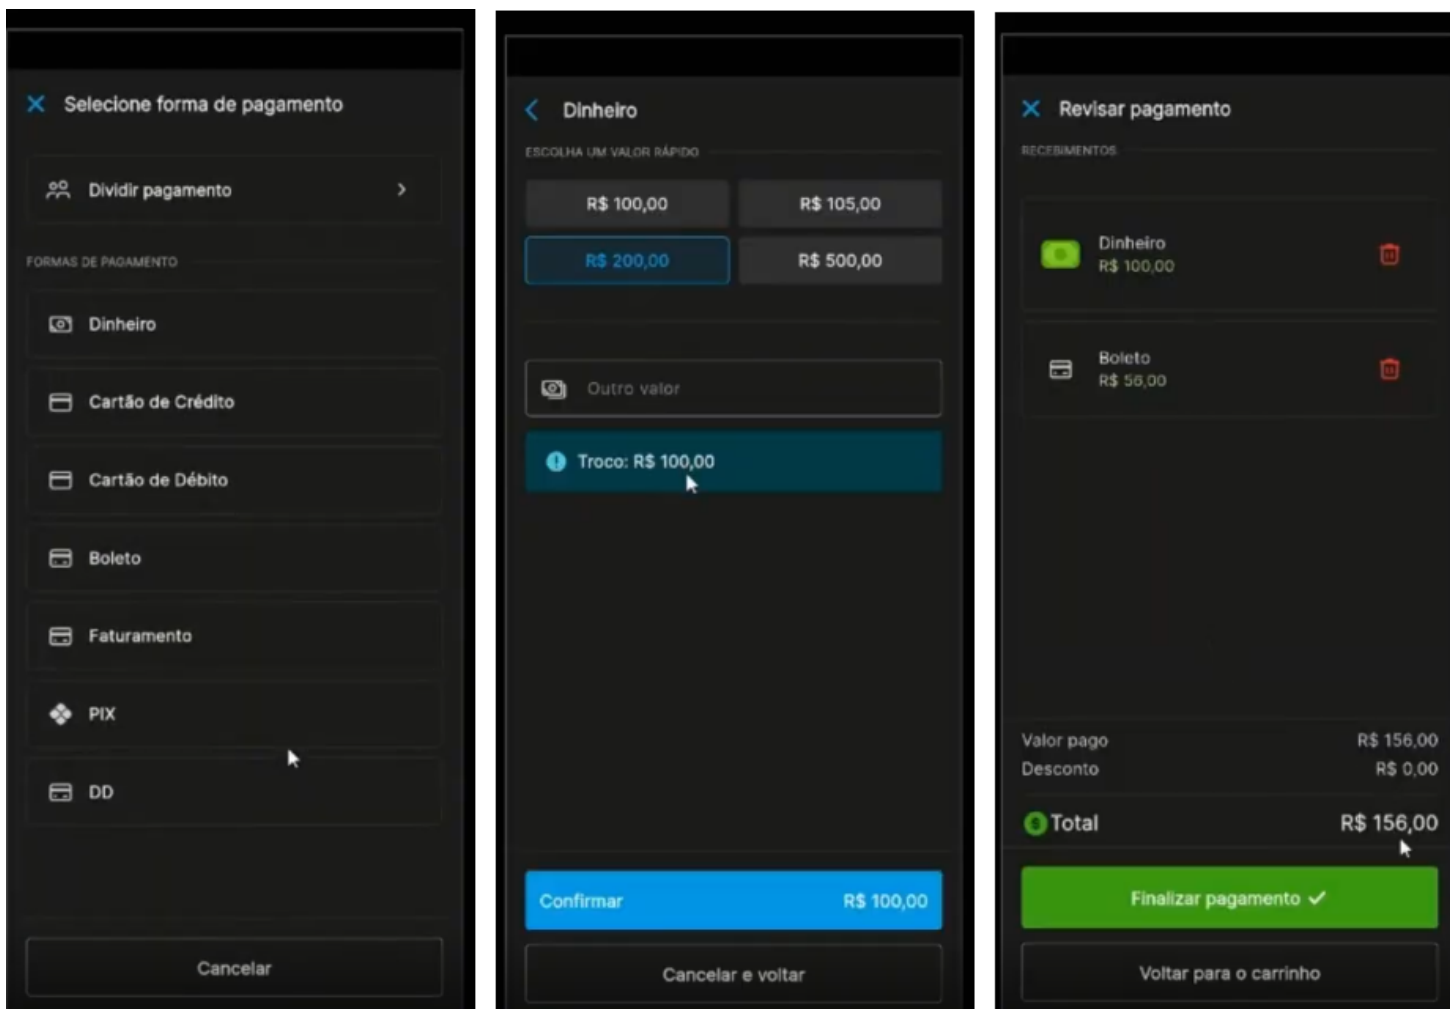 Selecione forma de pagamento
Dividir pagamento
FORMAS DE PAGAMENTO
Dinheiro
Cartão de Crédito
Cartão de Débito
Boleto
Faturamento
PIX
DD
Cancelar
Dinheiro
ESCOLHA UM VALOR RÁPIDO
R$ 100,00
R$ 105,00
R$ 200,00
R$ 500,00
Outro valor
Troco: R$ 100,00
Confirmar R$ 100,00
Cancelar e voltar
Revisar pagamento
RECEBIMENTOS
Dinheiro
R$ 100,00
Boleto
R$ 56,00
Valor pago R$ 156,00
Desconto R$ 0,00
Total R$ 156,00
Finalizar pagamento
Voltar para o carrinho